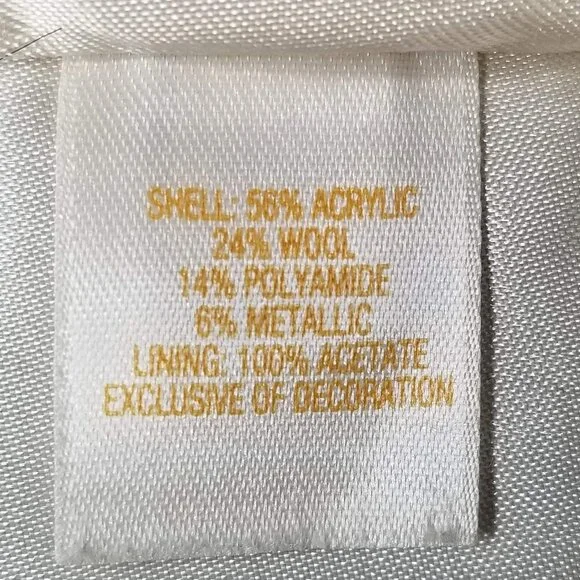 SHELL: 56% ACRYLIC
24% WOOL
14% POLYAMIDE
6% METALLIC
LINING: 100% ACETATE
EXCLUSIVE OF DECORATION